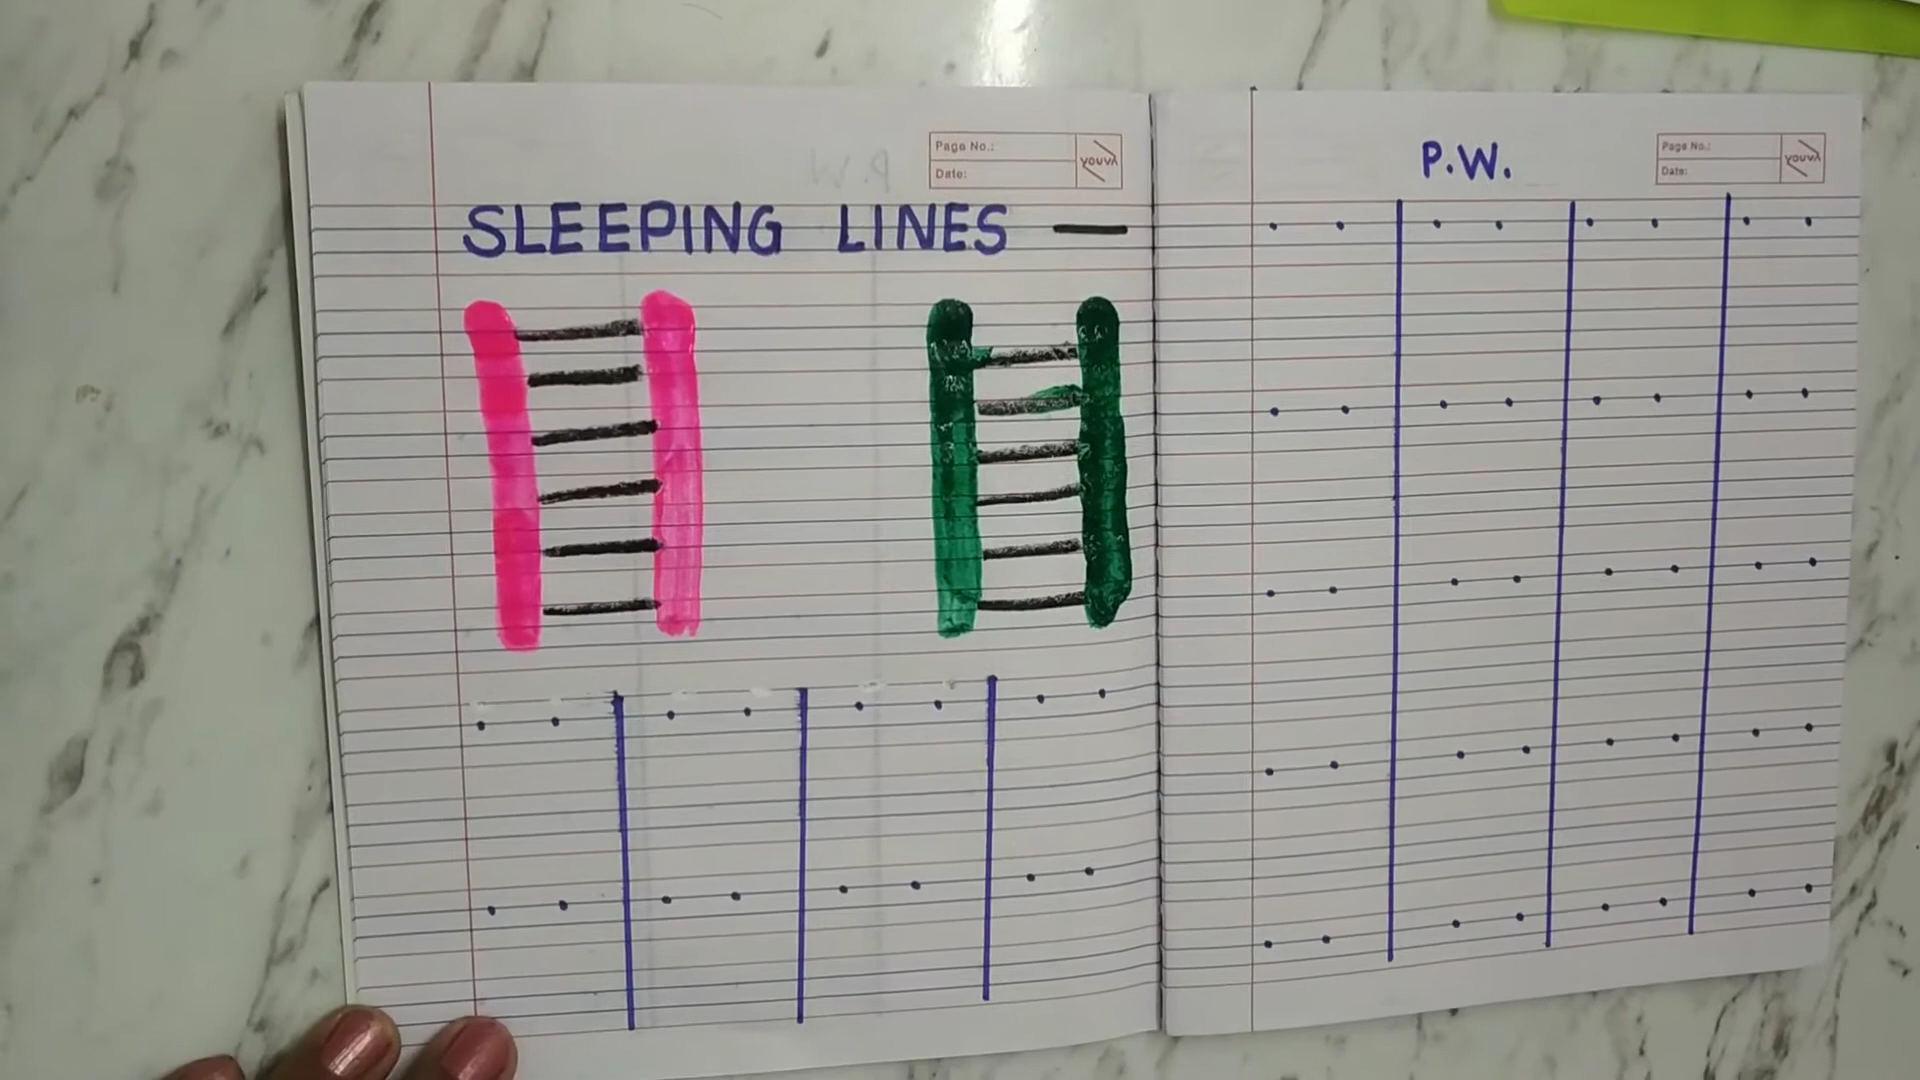 Page No.:
Date:
youva
SLEEPING LINES —
P.W.
Page No.:
Date:
youva